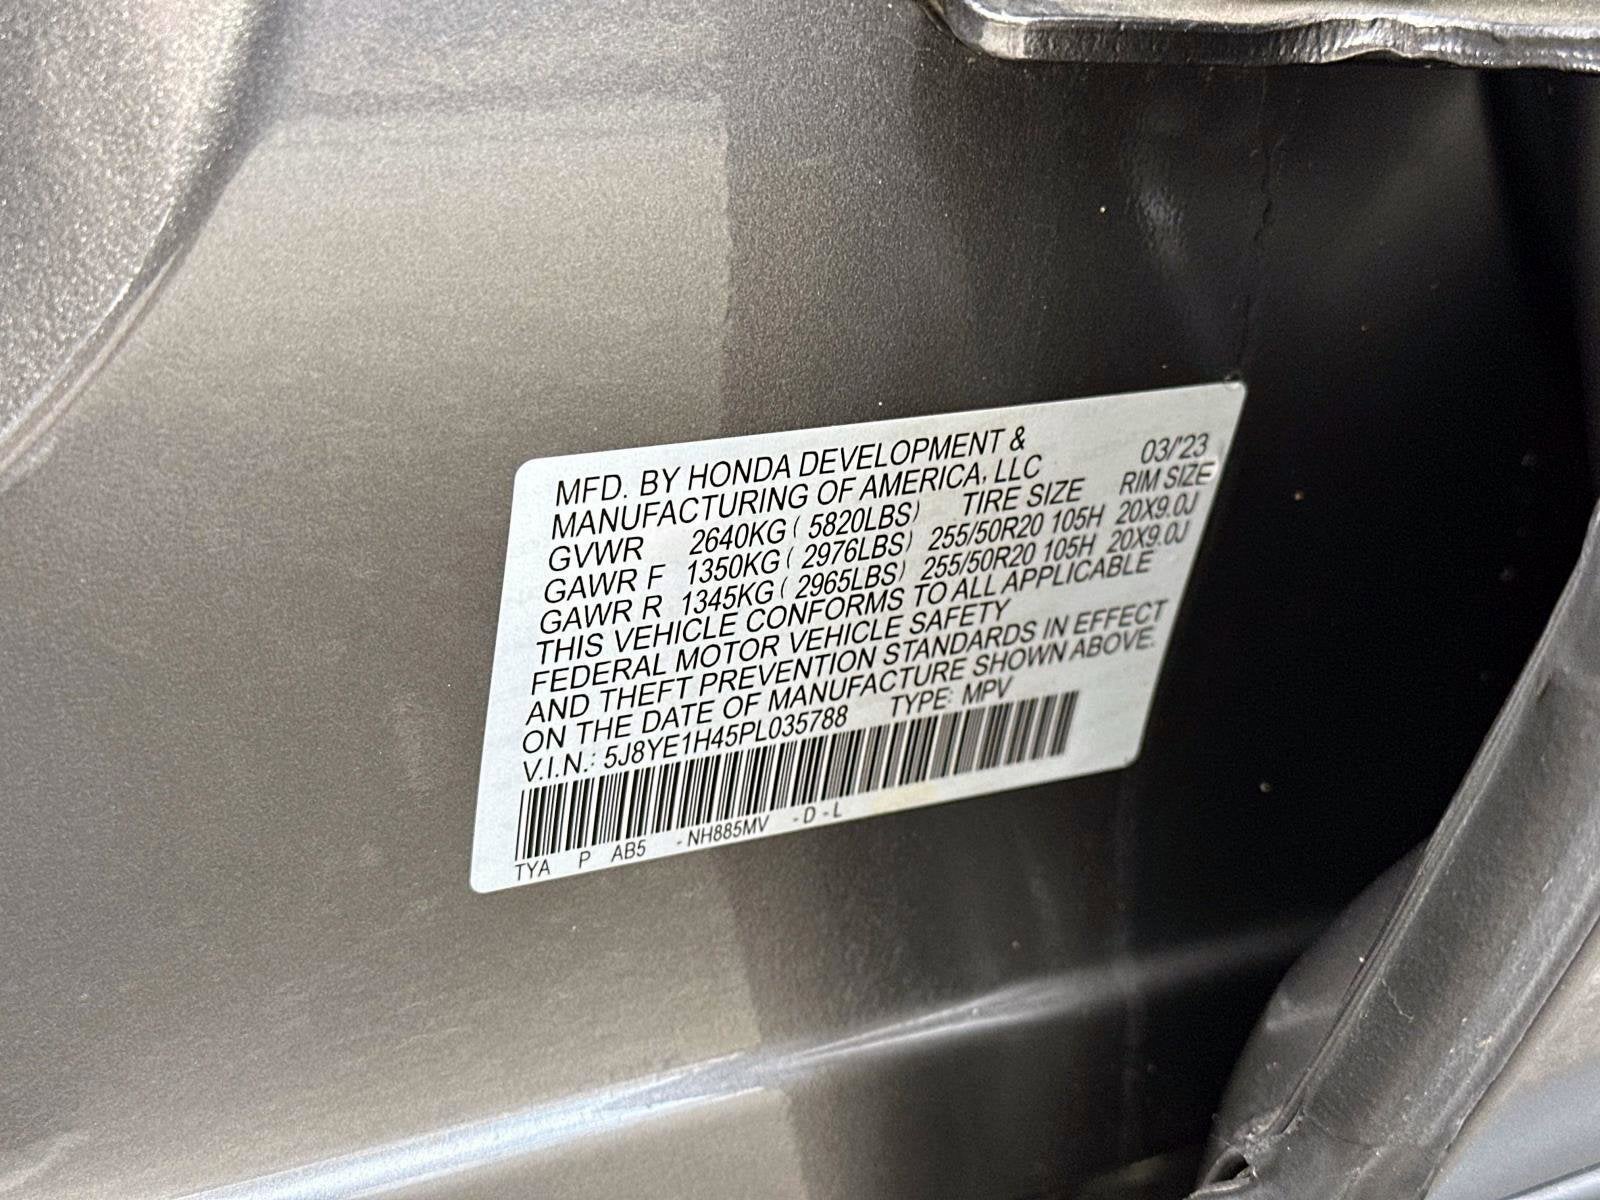 MFD. BY HONDA DEVELOPMENT & 03/'23
MANUFACTURING OF AMERICA, LLC RIM SIZE
GVWR 2640KG ( 5820LBS) TIRE SIZE
GAWR F 1350KG ( 2976LBS) 255/50R20 105H 20X9.0J
GAWR R 1345KG ( 2965LBS) 255/50R20 105H 20X9.0J
THIS VEHICLE CONFORMS TO ALL APPLICABLE
FEDERAL MOTOR VEHICLE SAFETY
AND THEFT PREVENTION STANDARDS IN EFFECT
ON THE DATE OF MANUFACTURE SHOWN ABOVE.
V.I.N.: 5J8YE1H45PL035788 TYPE: MPV
TYA P AB5 -NH885MV -D-L